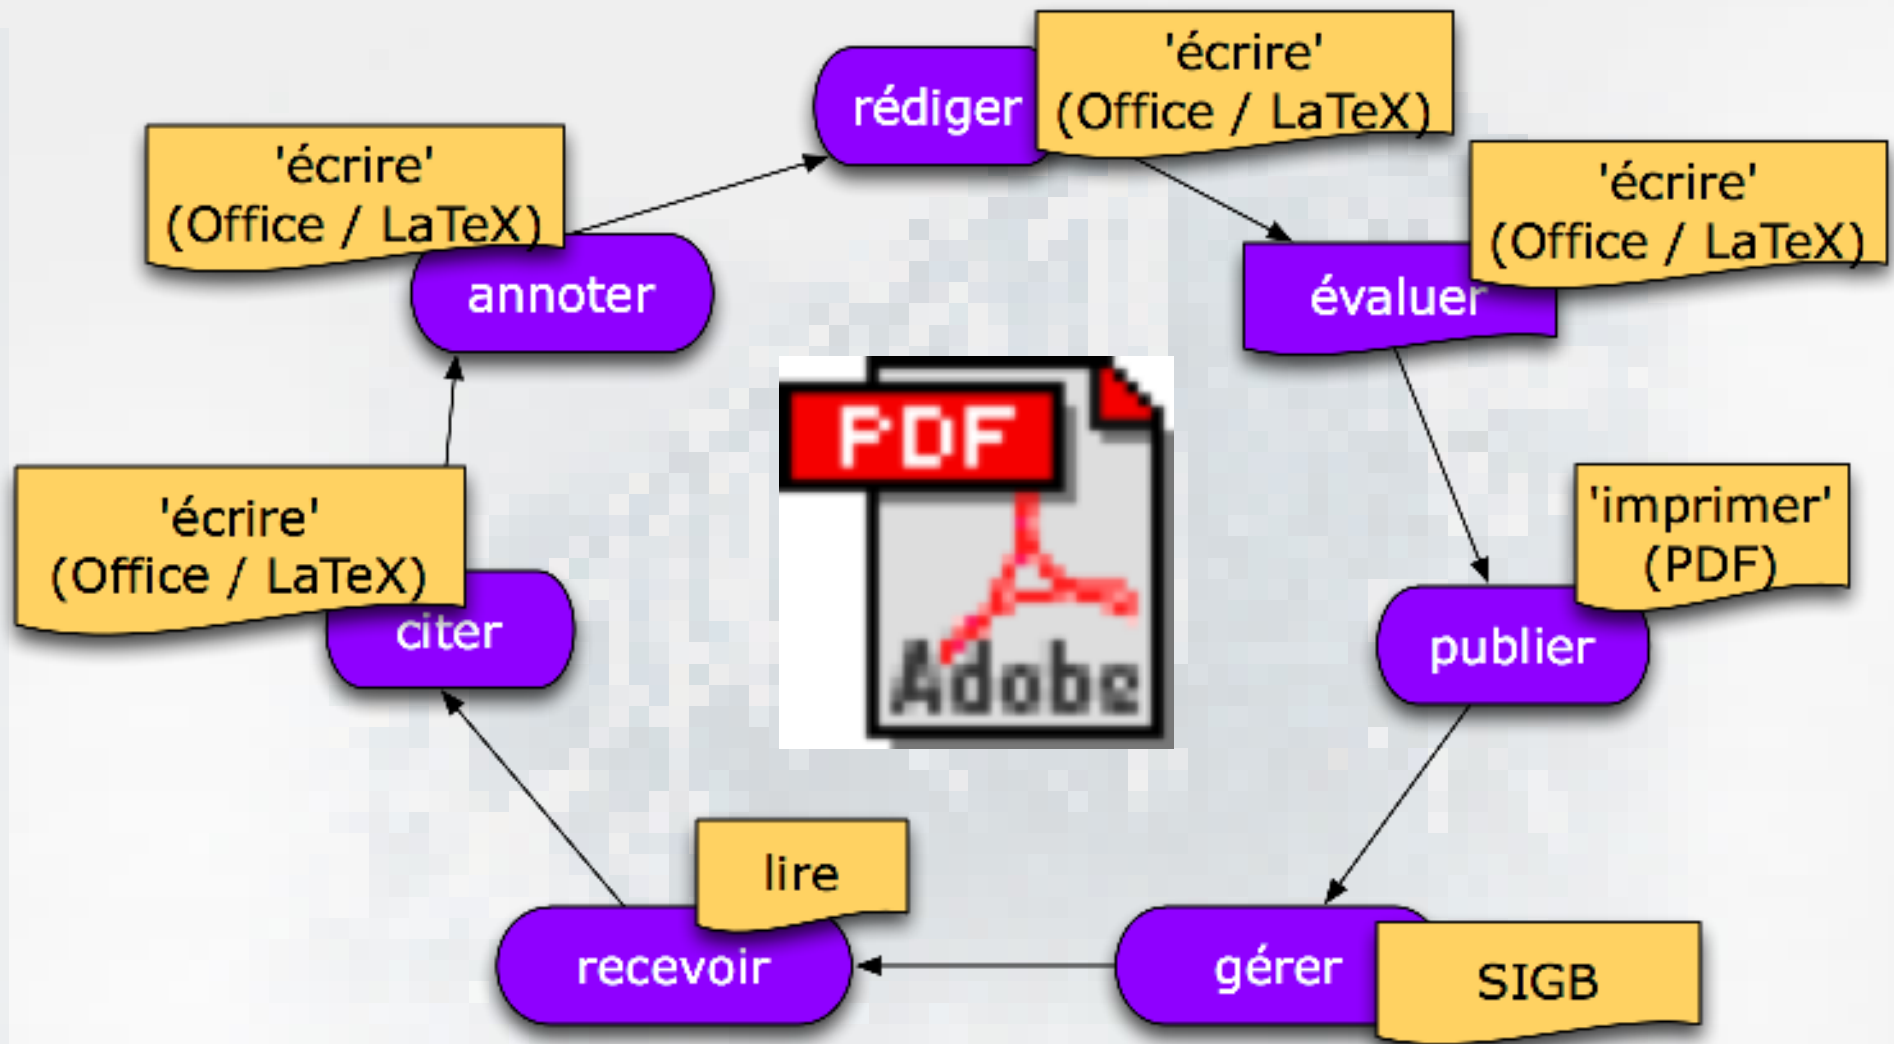 'écrire'
(Office / LaTeX)
rédiger
'écrire'
(Office / LaTeX)
évaluer
'imprimer'
(PDF)
publier
SIGB
gérer
lire
recevoir
'écrire'
(Office / LaTeX)
citer
'écrire'
(Office / LaTeX)
annoter
PDF
Adobe